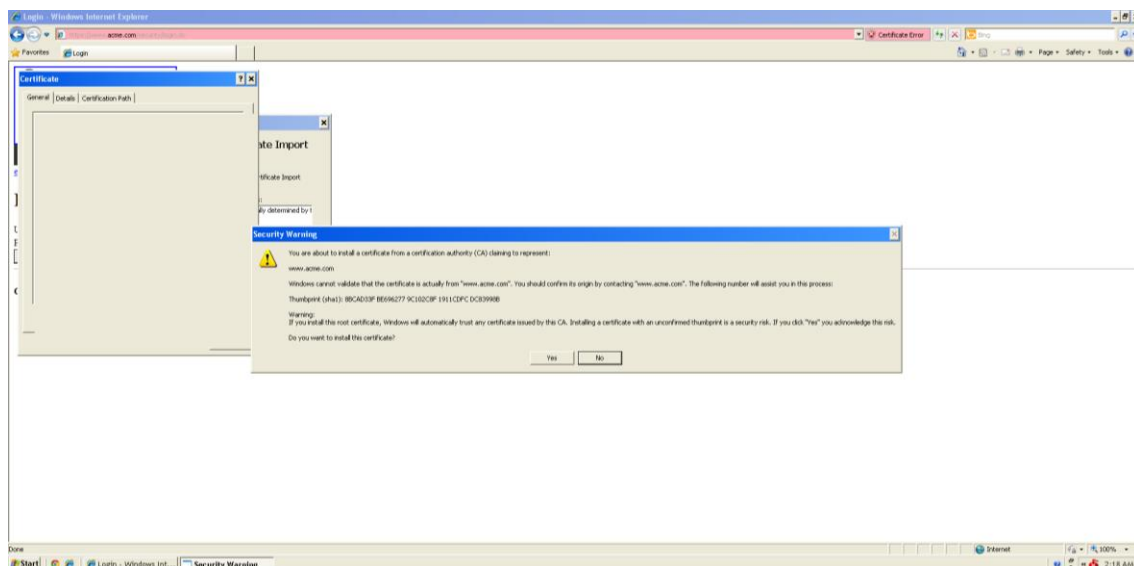 Login - Windows Internet Explorer
acme.com
Certificate Error
Bing
Favorites
Login
Page
Safety
Tools
Certificate
General
Details
Certification Path
ate Import
rtificate Import
lly determined by t
Security Warning
You are about to install a certificate from a certification authority (CA) claiming to represent:
www.acme.com
Windows cannot validate that the certificate is actually from "www.acme.com". You should confirm its origin by contacting "www.acme.com". The following number will assist you in this process:
Thumbprint (sha1):
Warning:
If you install this root certificate, Windows will automatically trust any certificate issued by this CA. Installing a certificate with an unconfirmed thumbprint is a security risk. If you click "Yes" you acknowledge this risk.
Do you want to install this certificate?
Yes
No
Done
Internet
100%
Start
Login - Windows Int...
Security Warning
2:18 AM